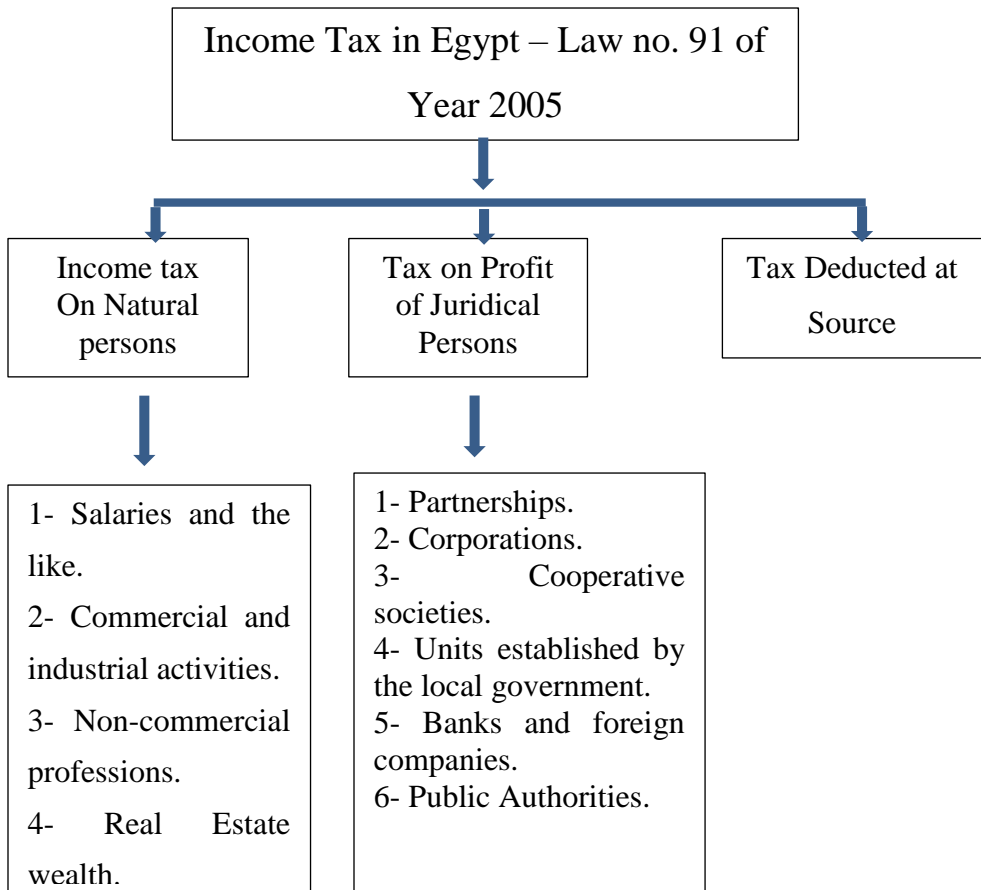 Income Tax in Egypt – Law no. 91 of
Year 2005
Income tax
On Natural
persons
Tax on Profit
of Juridical
Persons
Tax Deducted at
Source
1- Salaries and the
like.
2- Commercial and
industrial activities.
3- Non-commercial
professions.
4- Real Estate
wealth.
1- Partnerships.
2- Corporations.
3- Cooperative
societies.
4- Units established by
the local government.
5- Banks and foreign
companies.
6- Public Authorities.